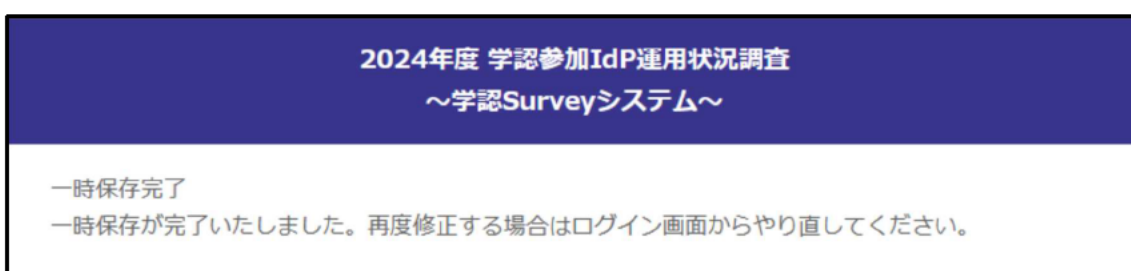 2024年度 学認参加IdP運用状況調査
～学認Surveyシステム～
一時保存完了
一時保存が完了いたしました。再度修正する場合はログイン画面からやり直してください。